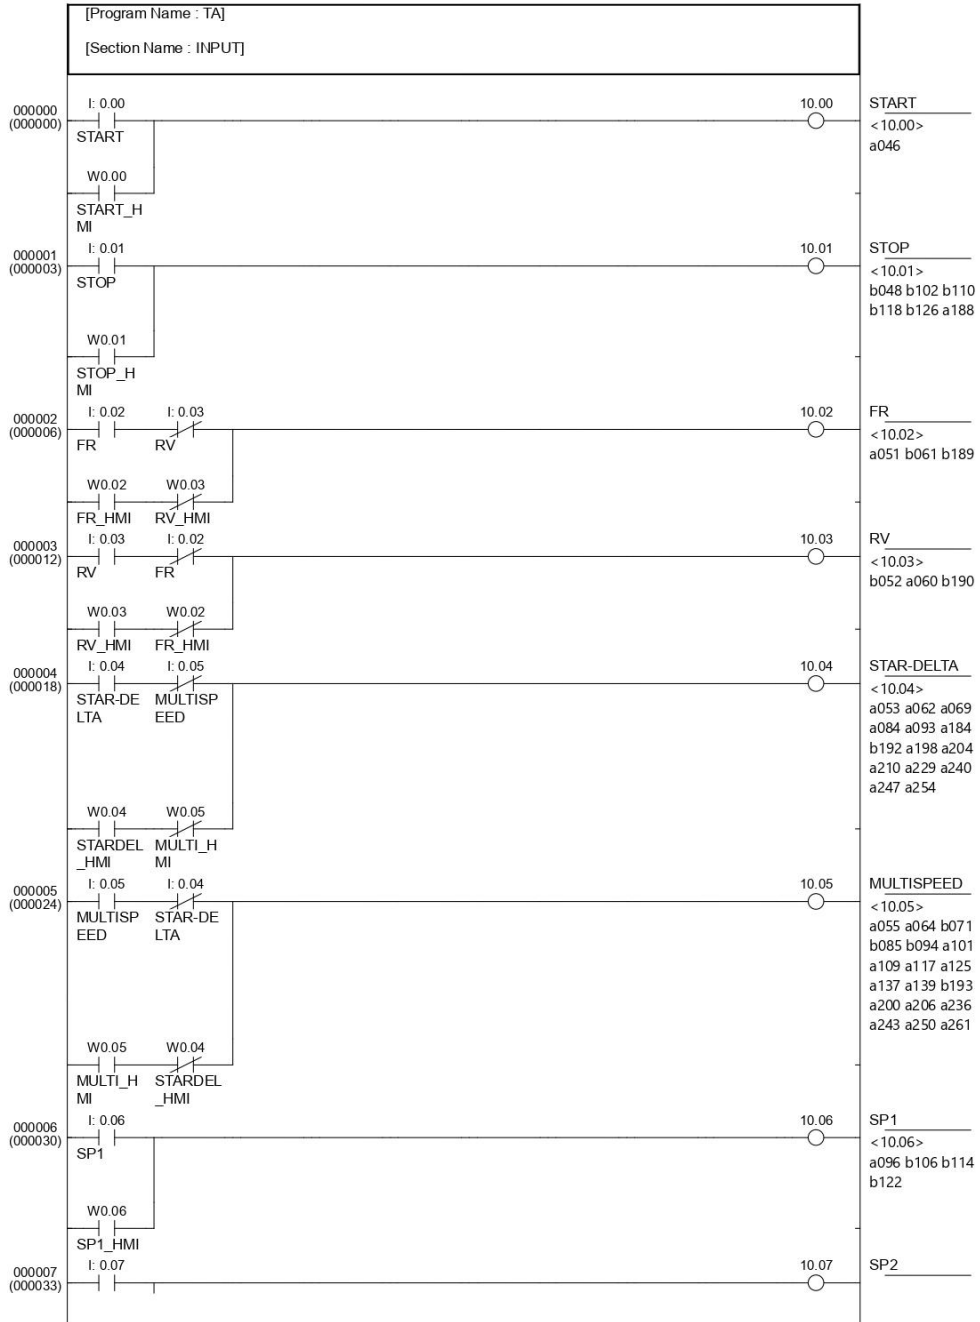 [Program Name : TA]
[Section Name : INPUT]
000000
(000000)
I: 0.00
START
10.00
START
<10.00>
a046
W0.00
START_H
MI
000001
(000003)
I: 0.01
STOP
10.01
STOP
<10.01>
b048 b102 b110
b118 b126 a188
W0.01
STOP_H
MI
000002
(000006)
I: 0.02
FR
I: 0.03
RV
10.02
FR
<10.02>
a051 b061 b189
W0.02
FR_HMI
W0.03
RV_HMI
000003
(000012)
I: 0.03
RV
I: 0.02
FR
10.03
RV
<10.03>
b052 a060 b190
W0.03
RV_HMI
W0.02
FR_HMI
000004
(000018)
I: 0.04
STAR-DE
LTA
I: 0.05
MULTISP
EED
10.04
STAR-DELTA
<10.04>
a053 a062 a069
a084 a093 a184
b192 a198 a204
a210 a229 a240
a247 a254
W0.04
STARDEL
_HMI
W0.05
MULTI_H
MI
000005
(000024)
I: 0.05
MULTISP
EED
I: 0.04
STAR-DE
LTA
10.05
MULTISPEED
<10.05>
a055 a064 b071
b085 b094 a101
a109 a117 a125
a137 a139 b193
a200 a206 a236
a243 a250 a261
W0.05
MULTI_H
MI
W0.04
STARDEL
_HMI
000006
(000030)
I: 0.06
SP1
10.06
SP1
<10.06>
a096 b106 b114
b122
W0.06
SP1_HMI
000007
(000033)
I: 0.07
10.07
SP2